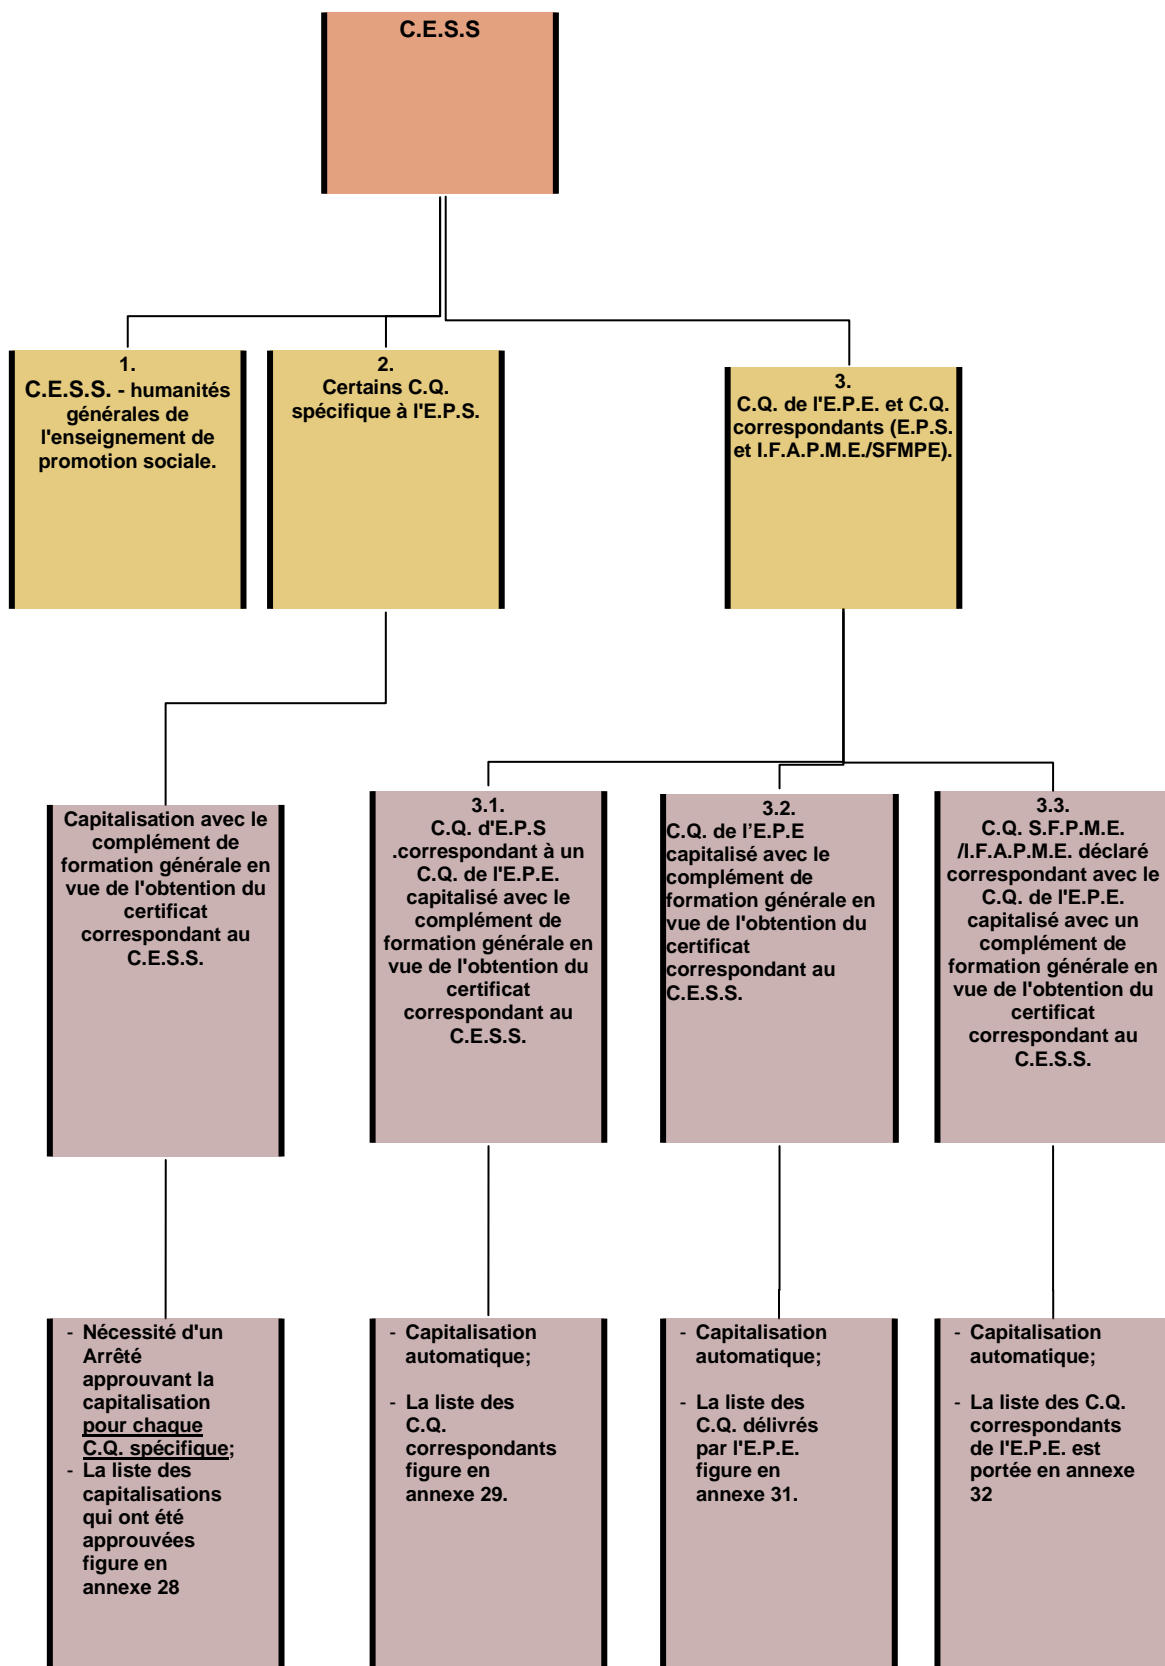 C.E.S.S
1.
C.E.S.S. - humanités
générales de
l'enseignement de
promotion sociale.
2.
Certains C.Q.
spécifique à l'E.P.S.
3.
C.Q. de l'E.P.E. et C.Q.
correspondants (E.P.S.
et I.F.A.P.M.E./SFMPE).
Capitalisation avec le
complément de
formation générale en
vue de l'obtention du
certificat
correspondant au
C.E.S.S.
3.1.
C.Q. d'E.P.S
.correspondant à un
C.Q. de l'E.P.E.
capitalisé avec le
complément de
formation générale en
vue de l'obtention du
certificat
correspondant au
C.E.S.S.
3.2.
C.Q. de l’E.P.E
capitalisé avec le
complément de
formation générale en
vue de l'obtention du
certificat
correspondant au
C.E.S.S.
3.3.
C.Q. S.F.P.M.E.
/I.F.A.P.M.E. déclaré
correspondant avec le
C.Q. de l'E.P.E.
capitalisé avec un
complément de
formation générale en
vue de l'obtention du
certificat
correspondant au
C.E.S.S.
- Nécessité d'un
Arrêté
approuvant la
capitalisation
pour chaque
C.Q. spécifique;
- La liste des
capitalisations
qui ont été
approuvées
figure en
annexe 28
- Capitalisation
automatique;
- La liste des
C.Q.
correspondants
figure en
annexe 29.
- Capitalisation
automatique;
- La liste des
C.Q. délivrés
par l'E.P.E.
figure en
annexe 31.
- Capitalisation
automatique;
- La liste des C.Q.
correspondants
de l'E.P.E. est
portée en annexe
32